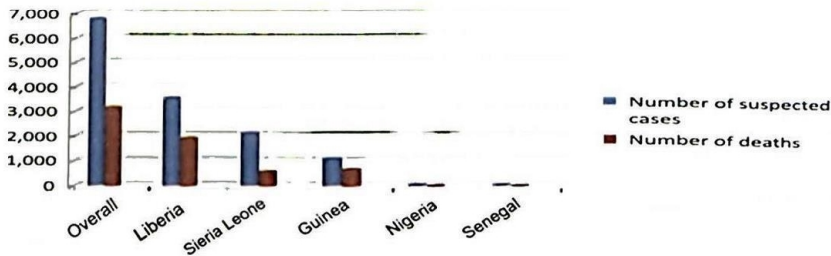 7,000
6,000
5,000
4,000
3,000
2,000
1,000
0
Overall
Liberia
Sieria Leone
Guinea
Nigeria
Senegal
Number of suspected
cases
Number of deaths